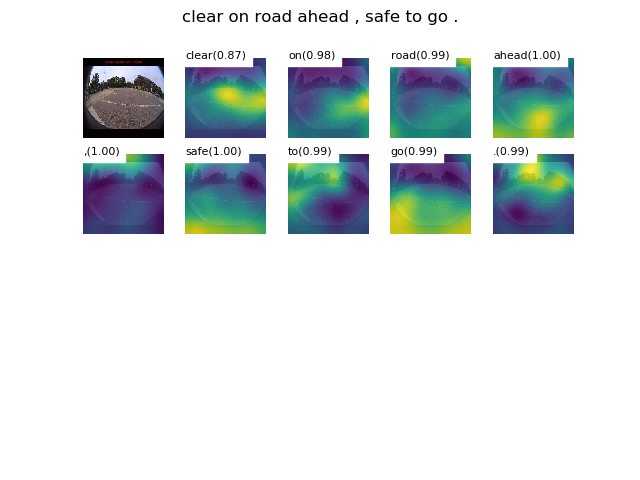 clear on road ahead , safe to go .
clear(0.87) on(0.98) road(0.99) ahead(1.00)
,(1.00) safe(1.00) to(0.99) go(0.99) .(0.99)